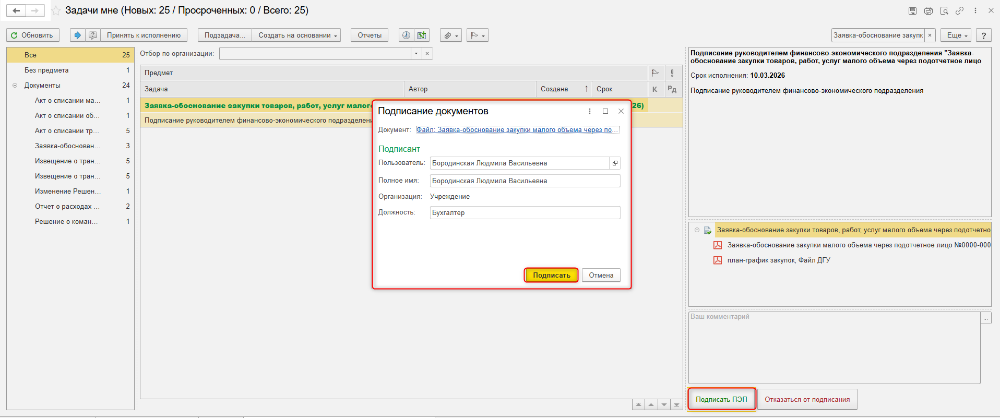 Задачи мне (Новых: 25 / Просроченных: 0 / Всего: 25)
Обновить
Принять к исполнению
Подзадача...
Создать на основании
Отчеты
Заявка-обоснование закупк ×
Еще
?
Все 25
Без предмета 1
Документы 24
Акт о списании ма... 1
Акт о списании об... 1
Акт о списании тр... 5
Заявка-обоснован... 3
Извещение о тран... 5
Извещение о тран... 5
Изменение Решен... 1
Отчет о расходах ... 2
Решение о коман... 1
Отбор по организации:
Предмет
Задача Автор Создана ↑ Срок К Рд
Заявка-обоснование закупки товаров, работ, услуг малого 26)
Подписание руководителем финансово-экономического подразделени
Подписание документов
Документ: Файл: Заявка-обоснование закупки малого объема через по...
Подписант
Пользователь: Бородинская Людмила Васильевна
Полное имя: Бородинская Людмила Васильевна
Организация: Учреждение
Должность: Бухгалтер
Подписать Отмена
Подписание руководителем финансово-экономического подразделения "Заявка-
обоснование закупки товаров, работ, услуг малого объема через подотчетное лицо
Срок исполнения: 10.03.2026
Подписание руководителем финансово-экономического подразделения
Заявка-обоснование закупки товаров, работ, услуг малого объема через подотчетно
Заявка-обоснование закупки малого объема через подотчетное лицо №0000-000
план-график закупок, Файл ДГУ
Ваш комментарий
...
Подписать ПЭП Отказаться от подписания